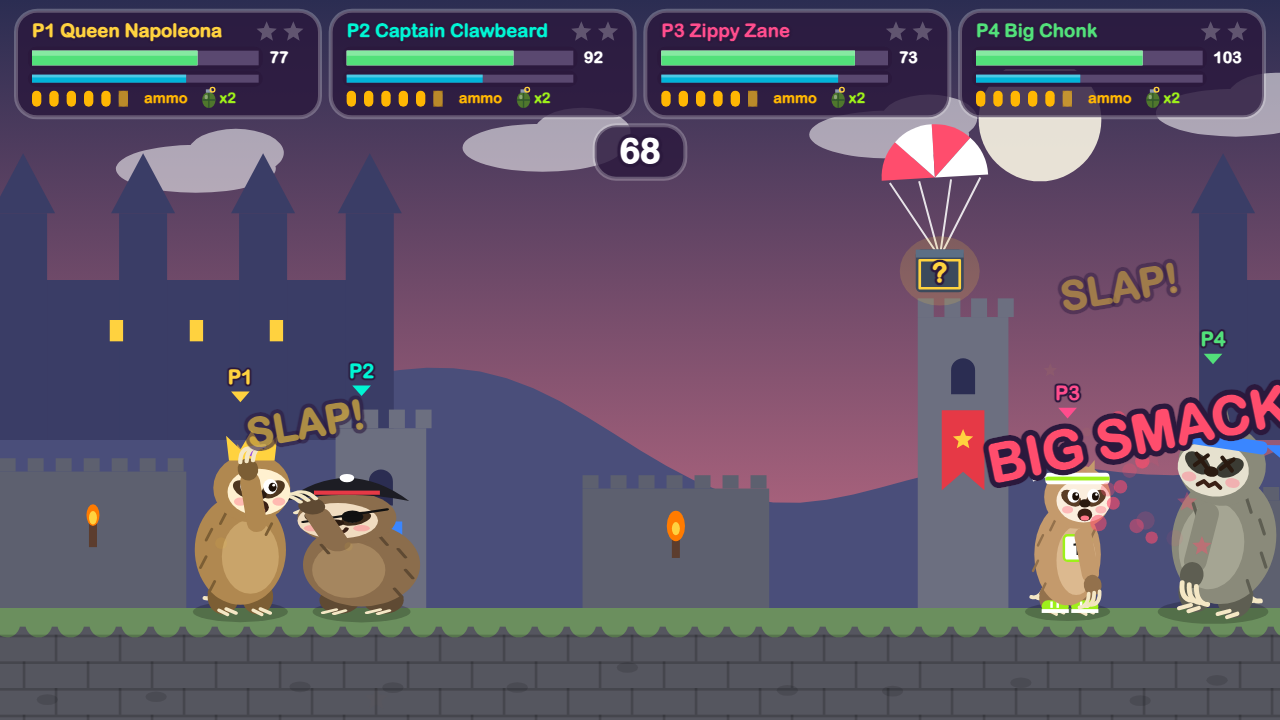 P1 Queen Napoleona
77
ammo x2
P2 Captain Clawbeard
92
ammo x2
P3 Zippy Zane
73
ammo x2
P4 Big Chonk
103
ammo x2
68
?
SLAP!
P4
P1
P2
P3
SLAP!
BIG SMACK